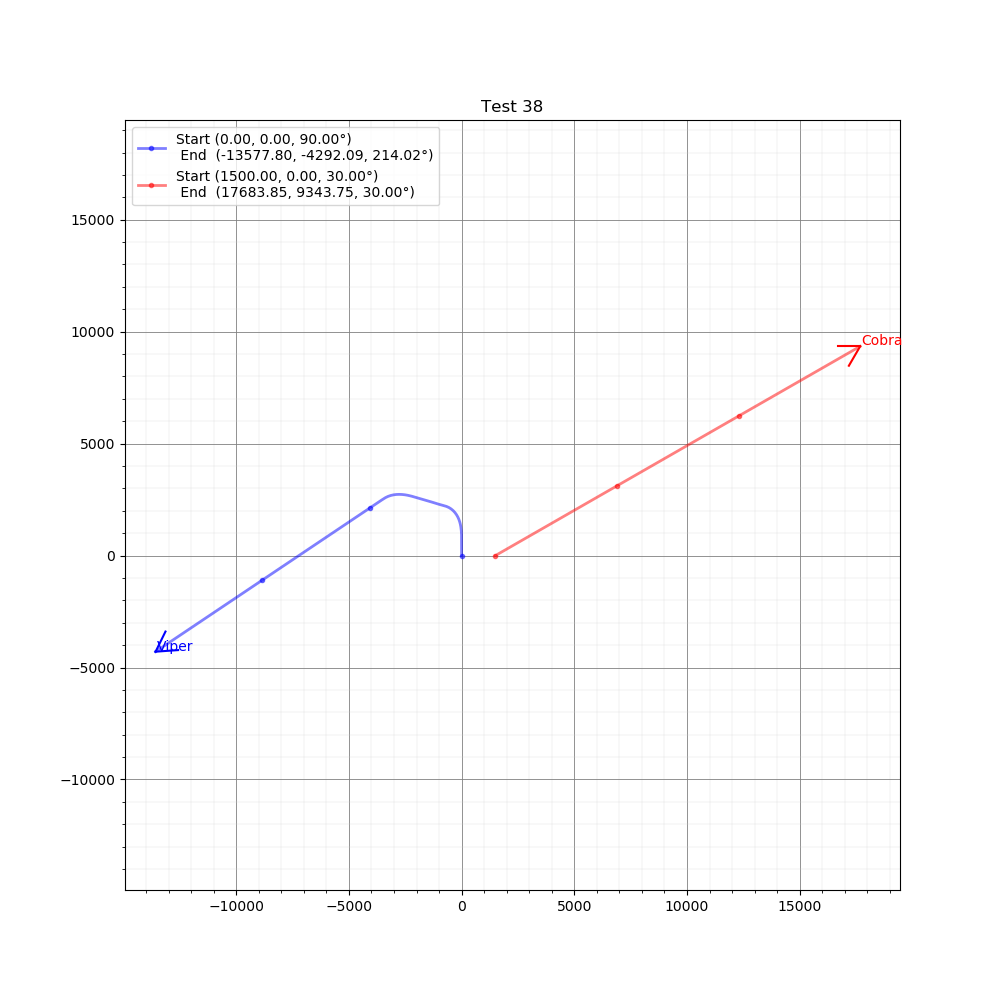 Test 38
Start (0.00, 0.00, 90.00°)
End  (-13577.80, -4292.09, 214.02°)
Start (1500.00, 0.00, 30.00°)
End  (17683.85, 9343.75, 30.00°)
15000
10000
5000
0
−5000
−10000
Cobra
Viper
−10000
−5000
0
5000
10000
15000